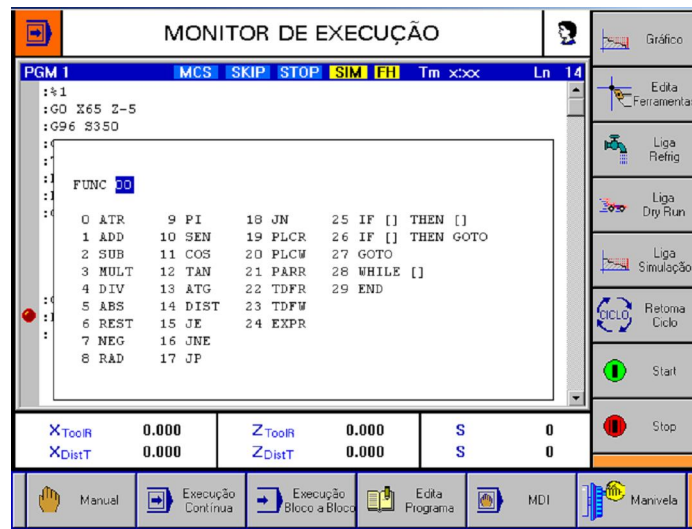 MONITOR DE EXECUÇÃO
PGM 1 MCS SKIP STOP SIM FH Tm x:xx Ln 14
:%1
:G0 X65 Z-5
:G96 S350
FUNC 00
0 ATR 9 PI 18 JN 25 IF [] THEN []
1 ADD 10 SEN 19 PLCR 26 IF [] THEN GOTO
2 SUB 11 COS 20 PLCW 27 GOTO
3 MULT 12 TAN 21 PARR 28 WHILE []
4 DIV 13 ATG 22 TDFR 29 END
5 ABS 14 DIST 23 TDFW
6 REST 15 JE 24 EXPR
7 NEG 16 JNE
8 RAD 17 JP
XToolR 0.000 ZToolR 0.000 S 0
XDistT 0.000 ZDistT 0.000 S 0
Gráfico
Edita
Ferramenta
Liga
Refrig
Liga
Dry Run
Liga
Simulação
CICLO
Retoma
Ciclo
Start
Stop
Manual
Execução
Contínua
Execução
Bloco a Bloco
Edita
Programa
MDI
Manivela